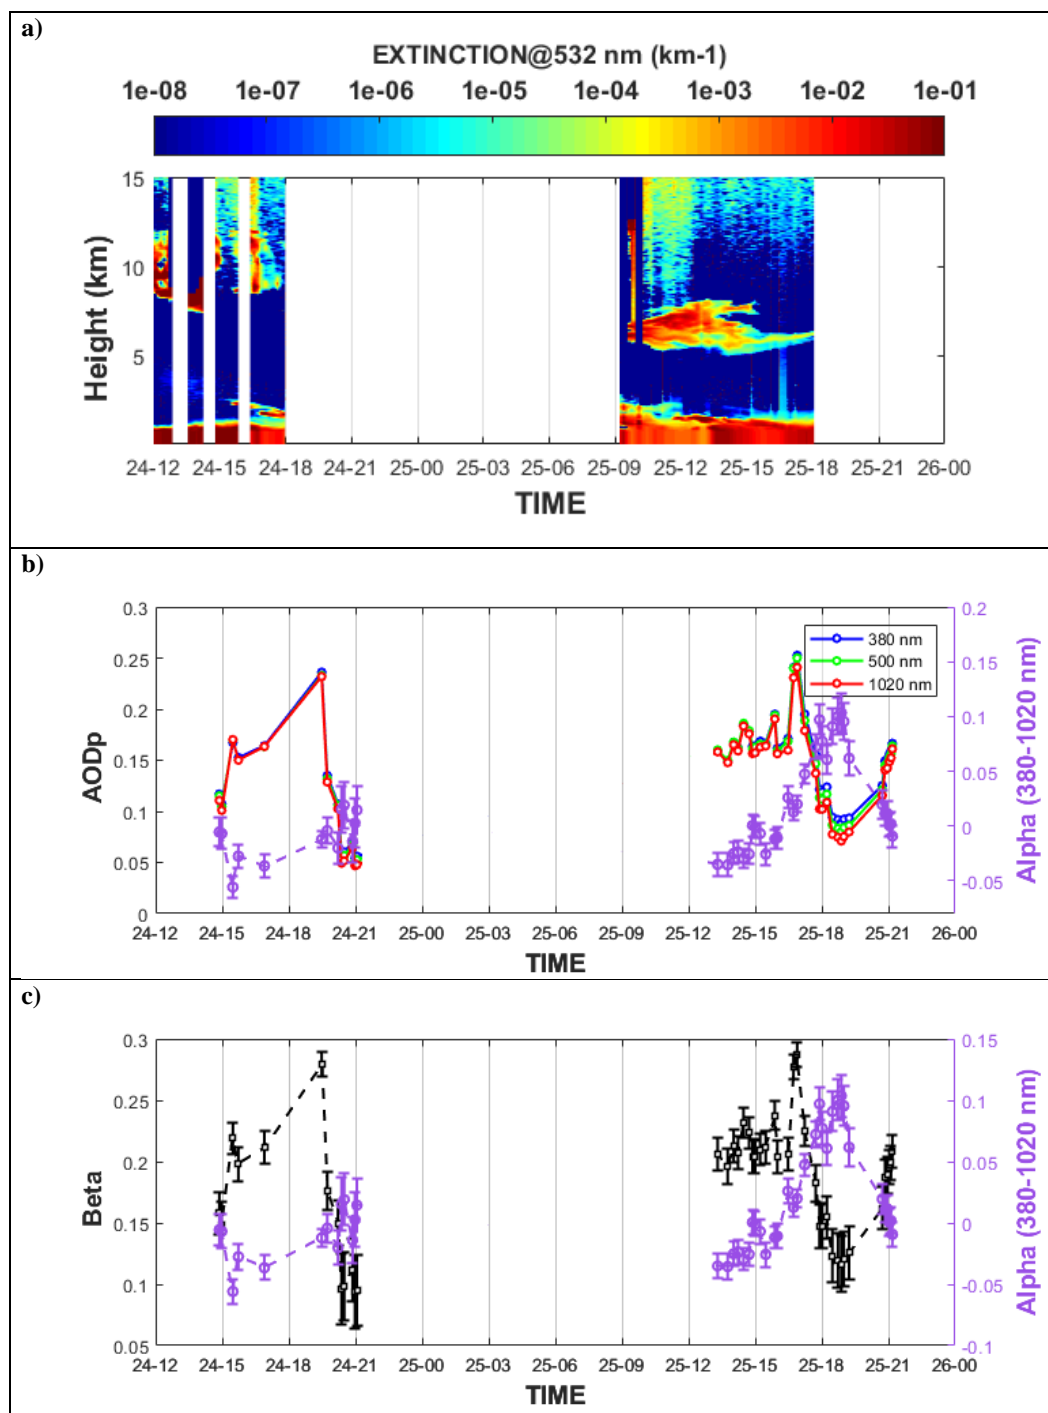 a)
EXTINCTION@532 nm (km-1)
1e-08 1e-07 1e-06 1e-05 1e-04 1e-03 1e-02 1e-01
15
10
5
Height (km)
24-12 24-15 24-18 24-21 25-00 25-03 25-06 25-09 25-12 25-15 25-18 25-21 26-00
TIME
b)
0.3
0.25
0.2
0.15
0.1
0.05
0
AODp
380 nm
500 nm
1020 nm
0.2
0.15
0.1
0.05
0
-0.05
Alpha (380-1020 nm)
24-12 24-15 24-18 24-21 25-00 25-03 25-06 25-09 25-12 25-15 25-18 25-21 26-00
TIME
c)
0.3
0.25
0.2
0.15
0.1
0.05
Beta
0.15
0.1
0.05
0
-0.05
-0.1
Alpha (380-1020 nm)
24-12 24-15 24-18 24-21 25-00 25-03 25-06 25-09 25-12 25-15 25-18 25-21 26-00
TIME